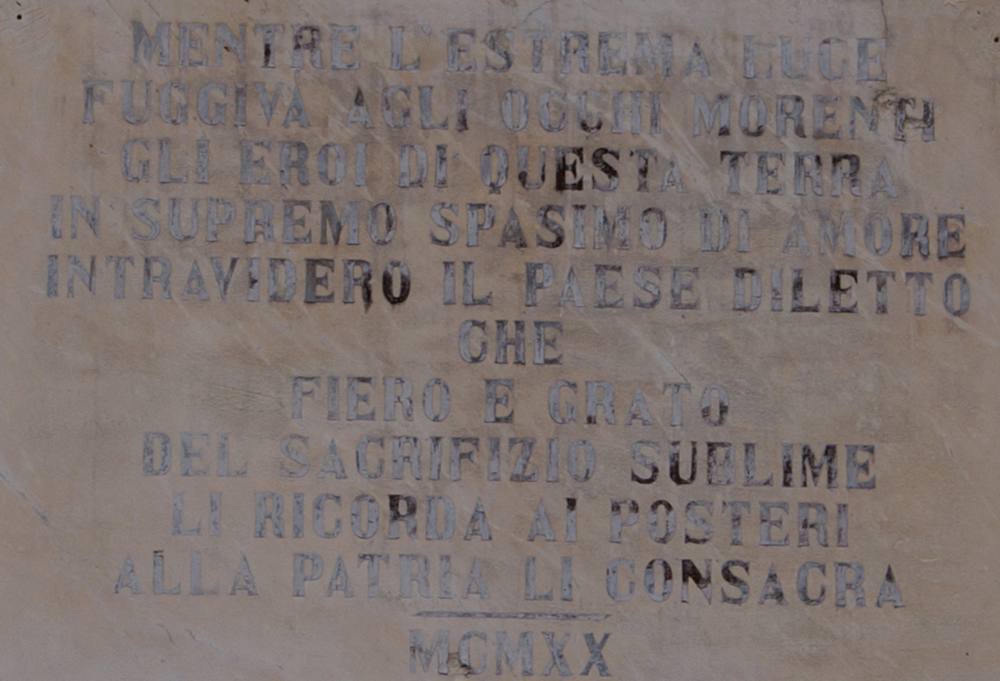 MENTRE L'ESTREMA LUCE
FUGGIVA AGLI OCCHI MORENTI
GLI EROI DI QUESTA TERRA
IN SUPREMO SPASIMO DI AMORE
INTRAVIDERO IL PAESE DILETTO
CHE
FIERO E GRATO
DEL SACRIFIZIO SUBLIME
LI RICORDA AI POSTERI
ALLA PATRIA LI CONSACRA
MCMXX